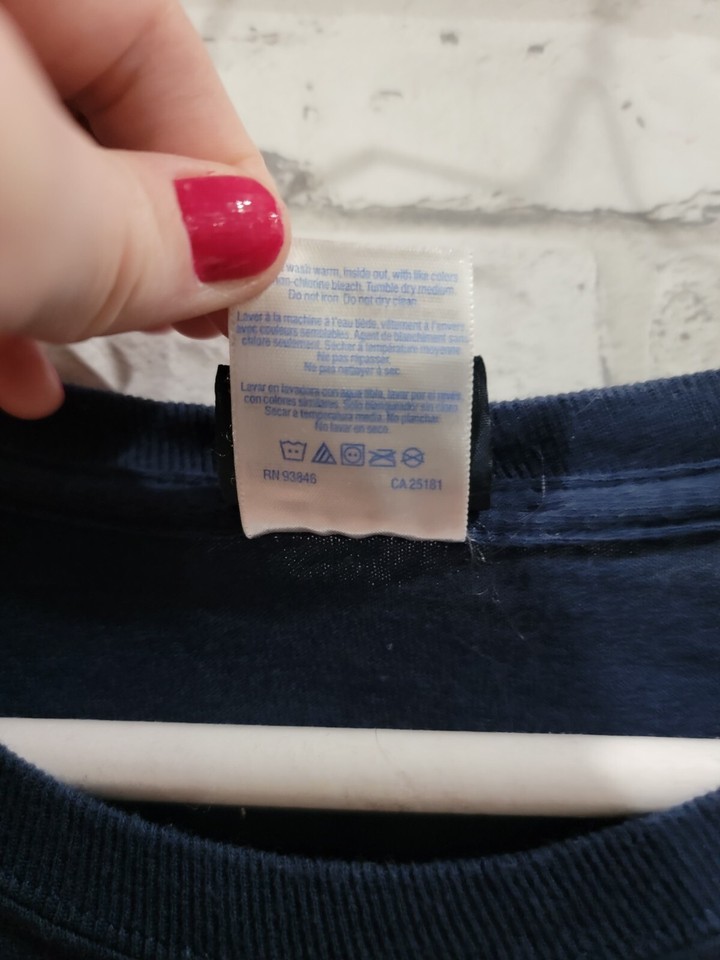 wash warm, inside out, with like colors
non-chlorine bleach. Tumble dry medium.
Do not iron. Do not dry clean.
Laver à la machine à l'eau tiède, vêtement à l'envers
avec couleurs semblables. Agent de blanchiment sans
chlore seulement. Sécher à température moyenne.
Ne pas repasser.
Ne pas nettoyer à sec.
Lavar en lavadora con agua tibia, lavar por el revés,
con colores similares. Solo blanqueador sin cloro.
Secar a temperatura media. No planchar.
No lavar en seco.
RN 93846 CA 25181